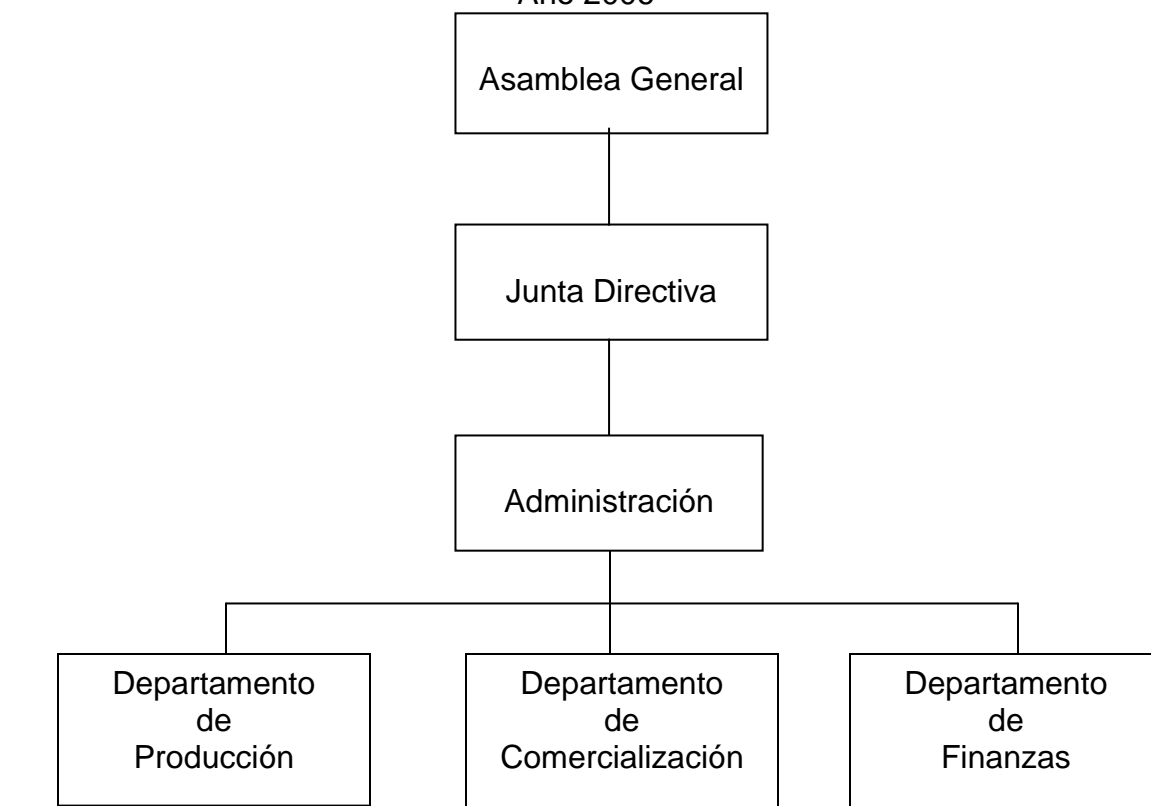 Asamblea General
Junta Directiva
Administración
Departamento
de
Producción
Departamento
de
Comercialización
Departamento
de
Finanzas